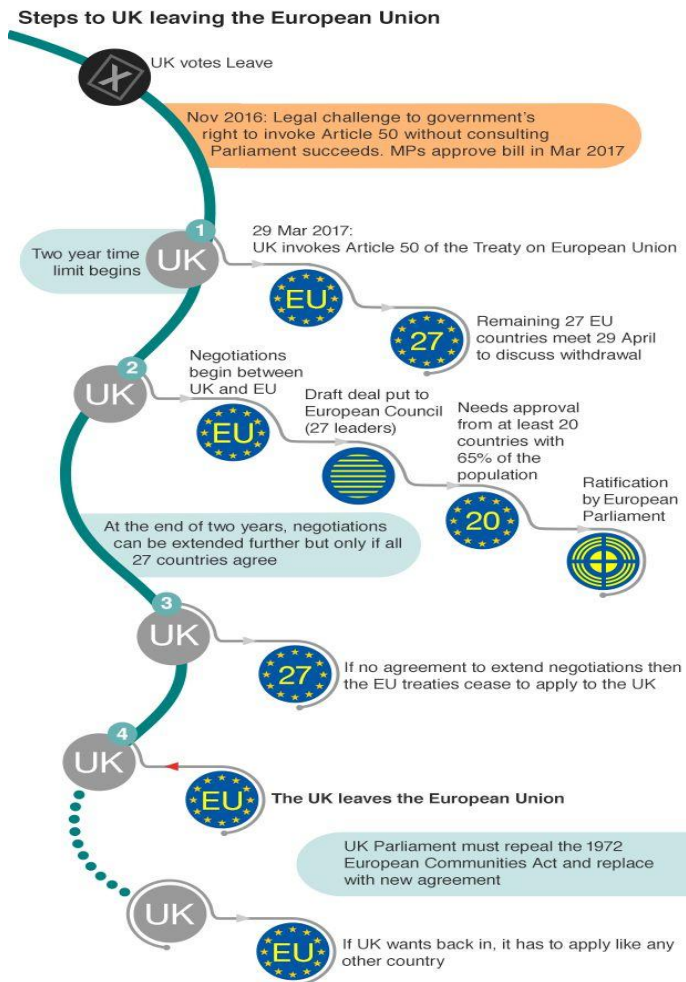 Steps to UK leaving the European Union
UK votes Leave
Nov 2016: Legal challenge to government's
right to invoke Article 50 without consulting
Parliament succeeds. MPs approve bill in Mar 2017
1
UK
Two year time
limit begins
29 Mar 2017:
UK invokes Article 50 of the Treaty on European Union
EU
27
Remaining 27 EU
countries meet 29 April
to discuss withdrawal
2
UK
Negotiations
begin between
UK and EU
EU
Draft deal put to
European Council
(27 leaders)
Needs approval
from at least 20
countries with
65% of the
population
20
Ratification
by European
Parliament
At the end of two years, negotiations
can be extended further but only if all
27 countries agree
3
UK
27
If no agreement to extend negotiations then
the EU treaties cease to apply to the UK
4
UK
EU
The UK leaves the European Union
UK Parliament must repeal the 1972
European Communities Act and replace
with new agreement
UK
EU
If UK wants back in, it has to apply like any
other country